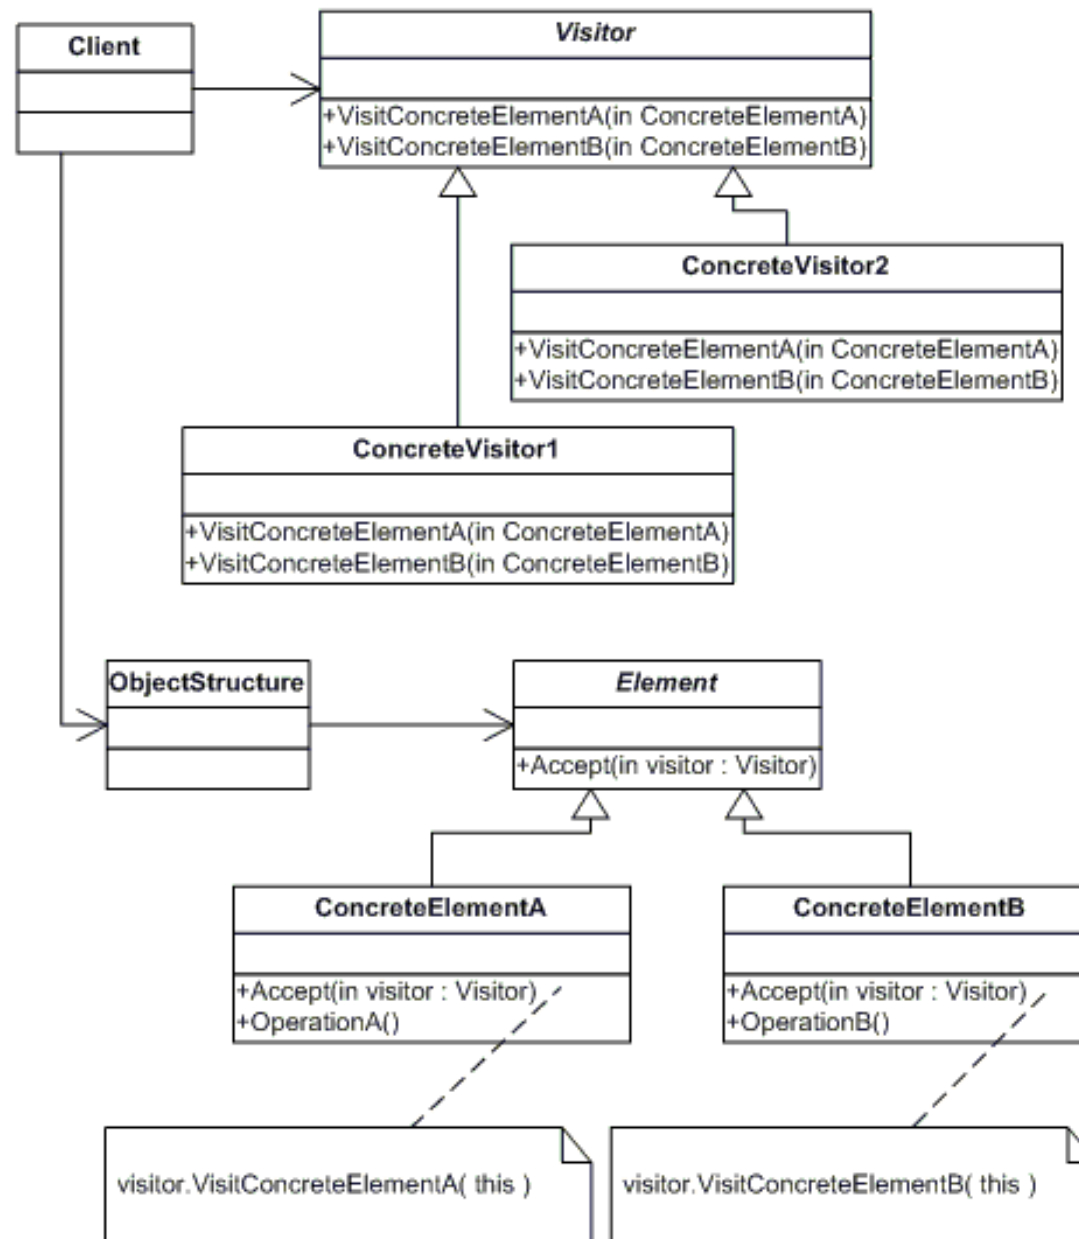 Client
Visitor
+VisitConcreteElementA(in ConcreteElementA)
+VisitConcreteElementB(in ConcreteElementB)
ConcreteVisitor2
+VisitConcreteElementA(in ConcreteElementA)
+VisitConcreteElementB(in ConcreteElementB)
ConcreteVisitor1
+VisitConcreteElementA(in ConcreteElementA)
+VisitConcreteElementB(in ConcreteElementB)
ObjectStructure
Element
+Accept(in visitor : Visitor)
ConcreteElementA
+Accept(in visitor : Visitor)
+OperationA()
ConcreteElementB
+Accept(in visitor : Visitor)
+OperationB()
visitor.VisitConcreteElementA( this )
visitor.VisitConcreteElementB( this )